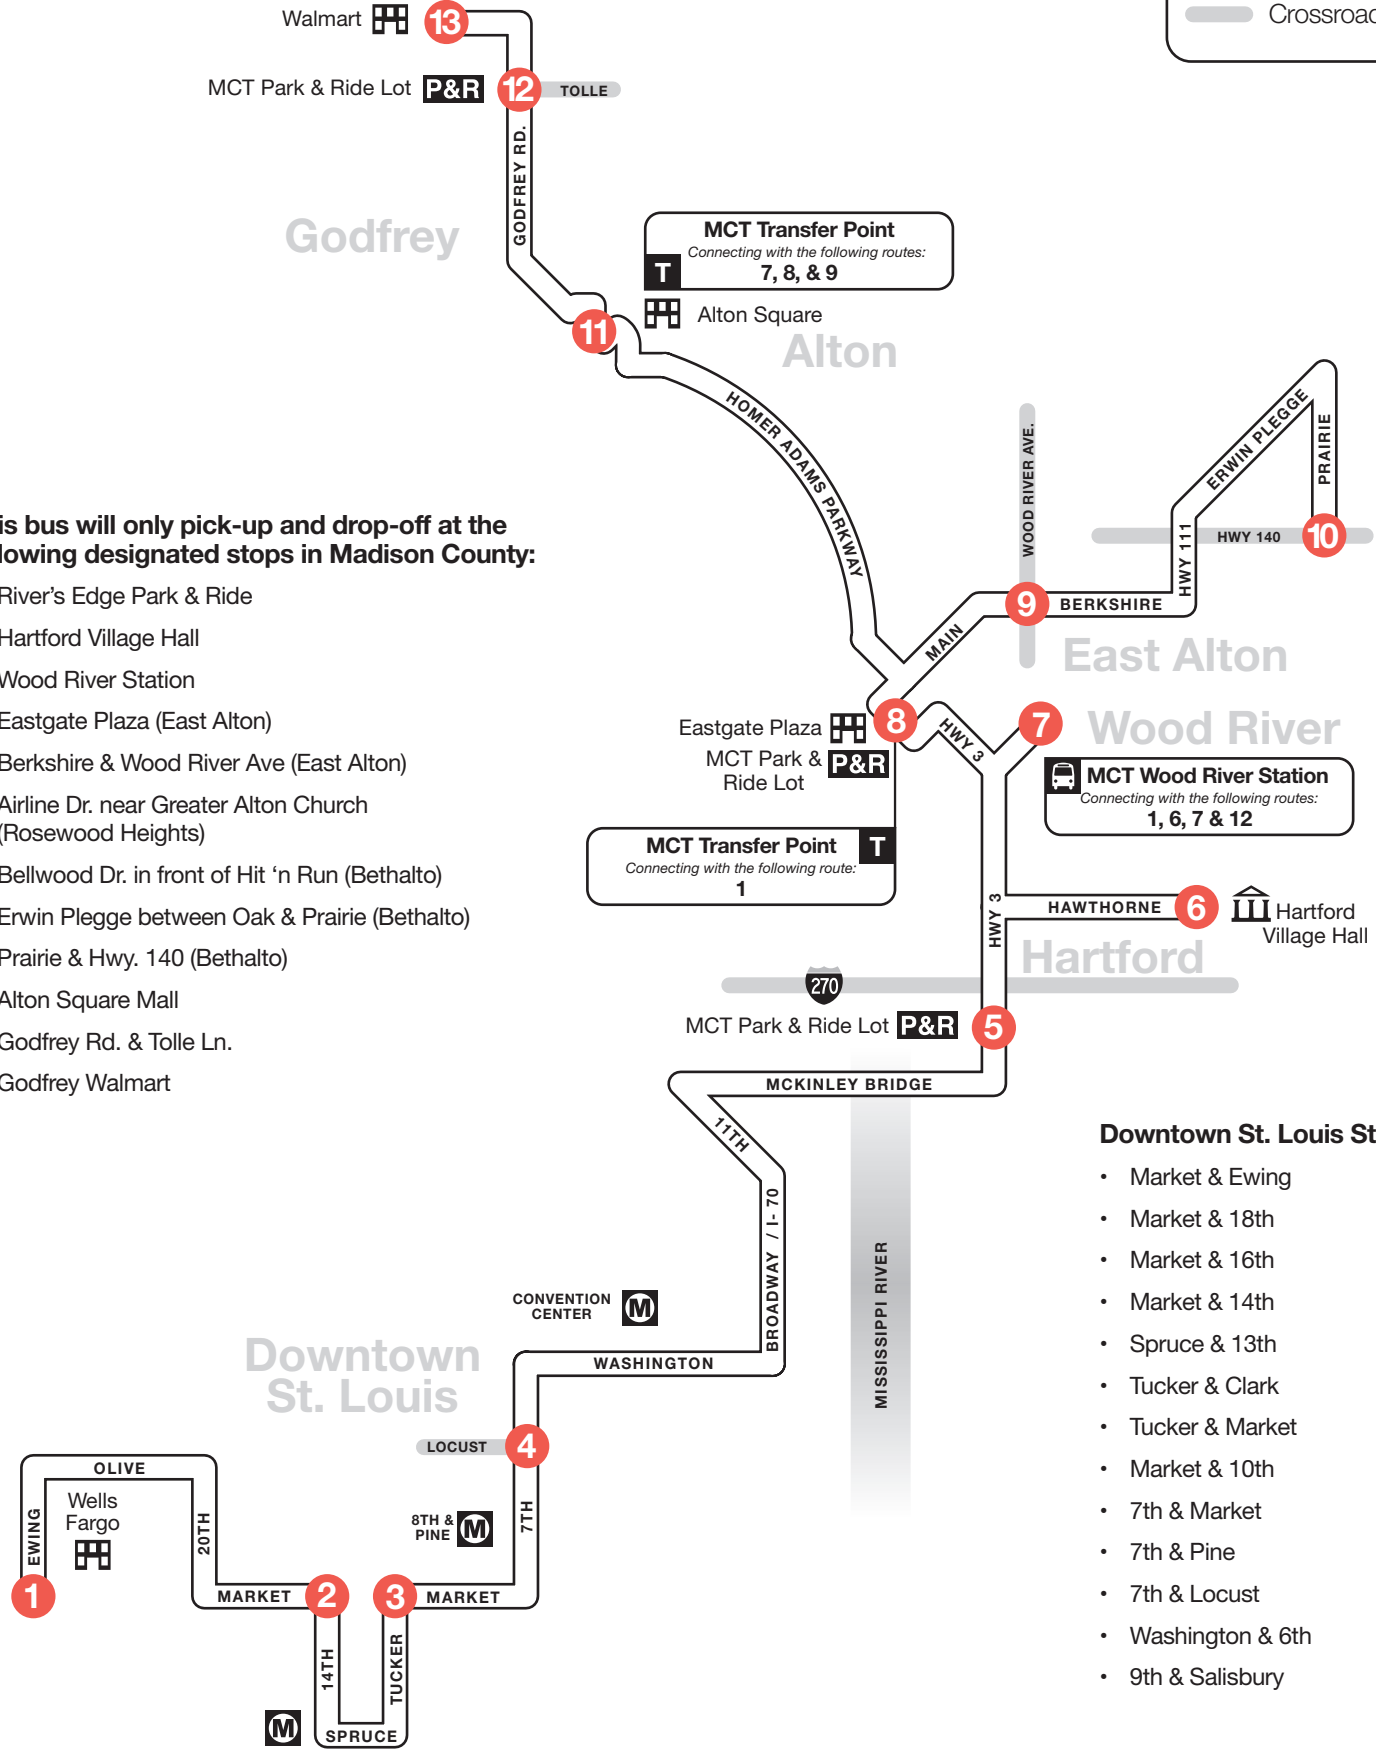 Walmart
13
MCT Park & Ride Lot P&R
12
TOLLE
GODFREY RD.
Godfrey
MCT Transfer Point
Connecting with the following routes:
T
7, 8, & 9
Alton Square
11
Alton
HOMER ADAMS PARKWAY
WOOD RIVER AVE.
ERWIN PLEGGE
PRAIRIE
HWY 140
10
HWY 111
9
BERKSHIRE
MAIN
East Alton
Eastgate Plaza
8
HWY 3
7
Wood River
MCT Park &
Ride Lot
P&R
MCT Wood River Station
Connecting with the following routes:
1, 6, 7 & 12
MCT Transfer Point
T
Connecting with the following route:
1
HWY 3
HAWTHORNE
6
Hartford
Village Hall
Hartford
270
MCT Park & Ride Lot P&R
5
MCKINLEY BRIDGE
11TH
BROADWAY / I- 70
MISSISSIPPI RIVER
CONVENTION
CENTER
M
WASHINGTON
Downtown
St. Louis
LOCUST
4
8TH &
PINE
M
7TH
OLIVE
Wells
Fargo
EWING
20TH
1
MARKET
2
3
MARKET
14TH
TUCKER
M
SPRUCE
is bus will only pick-up and drop-off at the
lowing designated stops in Madison County:
River’s Edge Park & Ride
Hartford Village Hall
Wood River Station
Eastgate Plaza (East Alton)
Berkshire & Wood River Ave (East Alton)
Airline Dr. near Greater Alton Church
(Rosewood Heights)
Bellwood Dr. in front of Hit ‘n Run (Bethalto)
Erwin Plegge between Oak & Prairie (Bethalto)
Prairie & Hwy. 140 (Bethalto)
Alton Square Mall
Godfrey Rd. & Tolle Ln.
Godfrey Walmart
Downtown St. Louis St
• Market & Ewing
• Market & 18th
• Market & 16th
• Market & 14th
• Spruce & 13th
• Tucker & Clark
• Tucker & Market
• Market & 10th
• 7th & Market
• 7th & Pine
• 7th & Locust
• Washington & 6th
• 9th & Salisbury
Crossroad